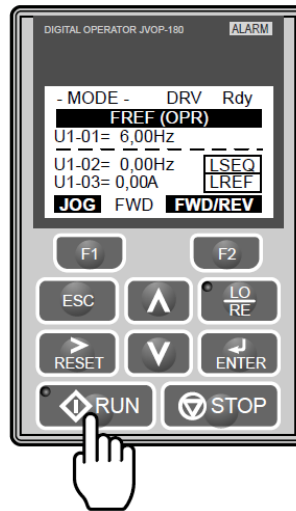 DIGITAL OPERATOR JVOP-180 ALARM
- MODE - DRV Rdy
FREF (OPR)
U1-01= 6,00Hz
U1-02= 0,00Hz LSEQ
U1-03= 0,00A LREF
JOG FWD FWD/REV
F1 F2
ESC LO
RE
RESET ENTER
RUN STOP